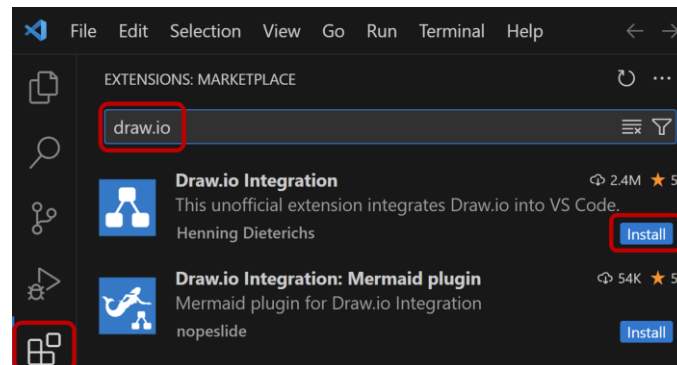 File Edit Selection View Go Run Terminal Help
EXTENSIONS: MARKETPLACE
draw.io
Draw.io Integration 2.4M 5
This unofficial extension integrates Draw.io into VS Code.
Henning Dieterichs Install
Draw.io Integration: Mermaid plugin 54K 5
Mermaid plugin for Draw.io Integration
nopeslide Install